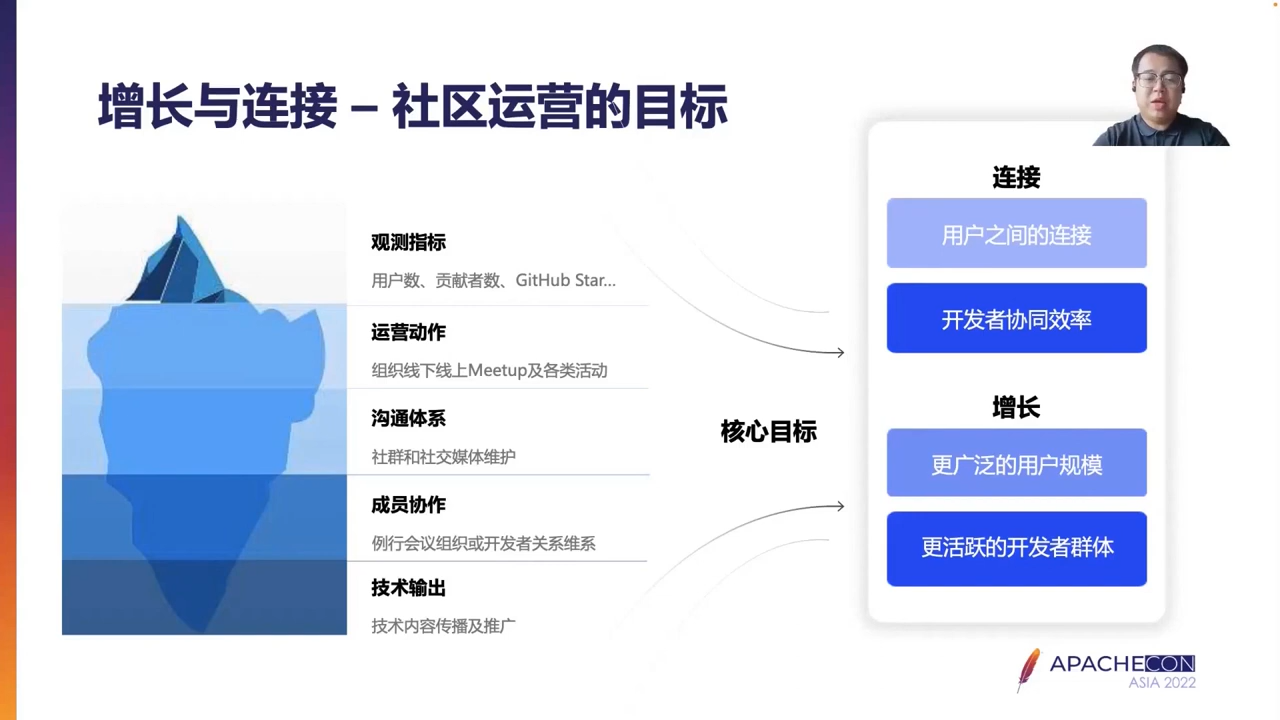 增长与连接 – 社区运营的目标
观测指标
用户数、贡献者数、GitHub Star...
运营动作
组织线下线上Meetup及各类活动
沟通体系
社群和社交媒体维护
成员协作
例行会议组织或开发者关系维系
技术输出
技术内容传播及推广
核心目标
连接
用户之间的连接
开发者协同效率
增长
更广泛的用户规模
更活跃的开发者群体
APACHECON
ASIA 2022